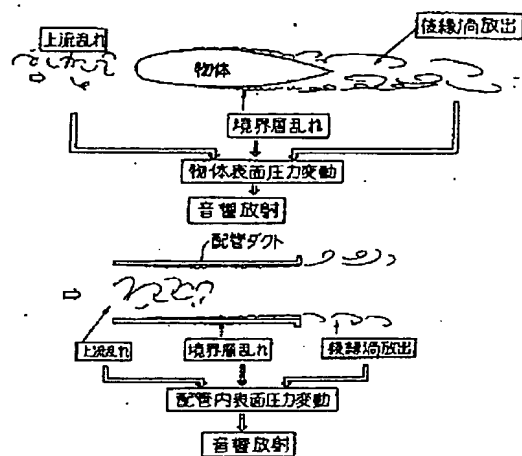 上流乱れ
後縁渦放出
物体
境界層乱れ
物体表面圧力変動
音響放射
配管ダクト
上流乱れ
境界層乱れ
後縁渦放出
配管内表面圧力変動
音響放射